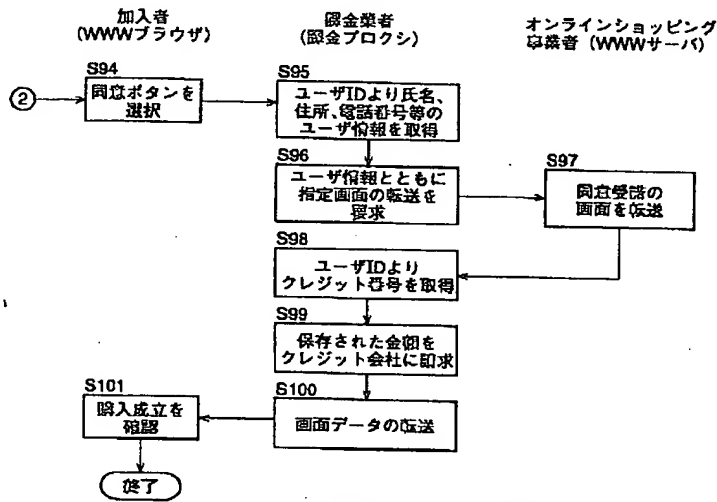 加入者
(WWWブラウザ)
課金業者
(課金プロクシ)
オンラインショッピング
事業者(WWWサーバ)
②
S94
同意ボタンを
選択
S95
ユーザIDより氏名、
住所、電話番号等の
ユーザ情報を取得
S96
ユーザ情報とともに
指定画面の転送を
要求
S97
同意受諾の
画面を転送
S98
ユーザIDより
クレジット番号を取得
S99
保存された金額を
クレジット会社に請求
S100
画面データの転送
S101
購入成立を
確認
終了